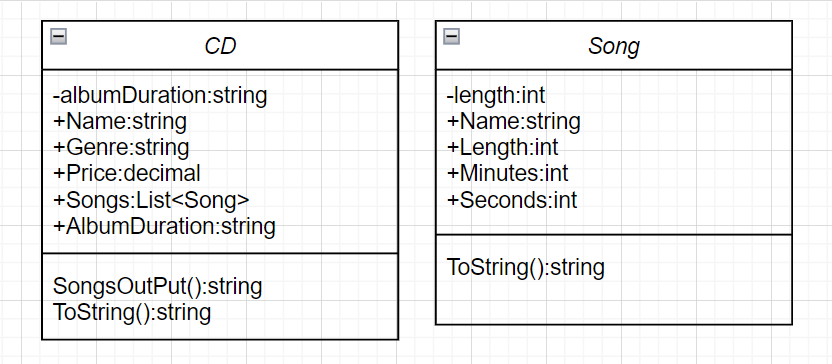 CD
-albumDuration:string
+Name:string
+Genre:string
+Price:decimal
+Songs:List<Song>
+AlbumDuration:string
SongsOutPut():string
ToString():string
Song
-length:int
+Name:string
+Length:int
+Minutes:int
+Seconds:int
ToString():string